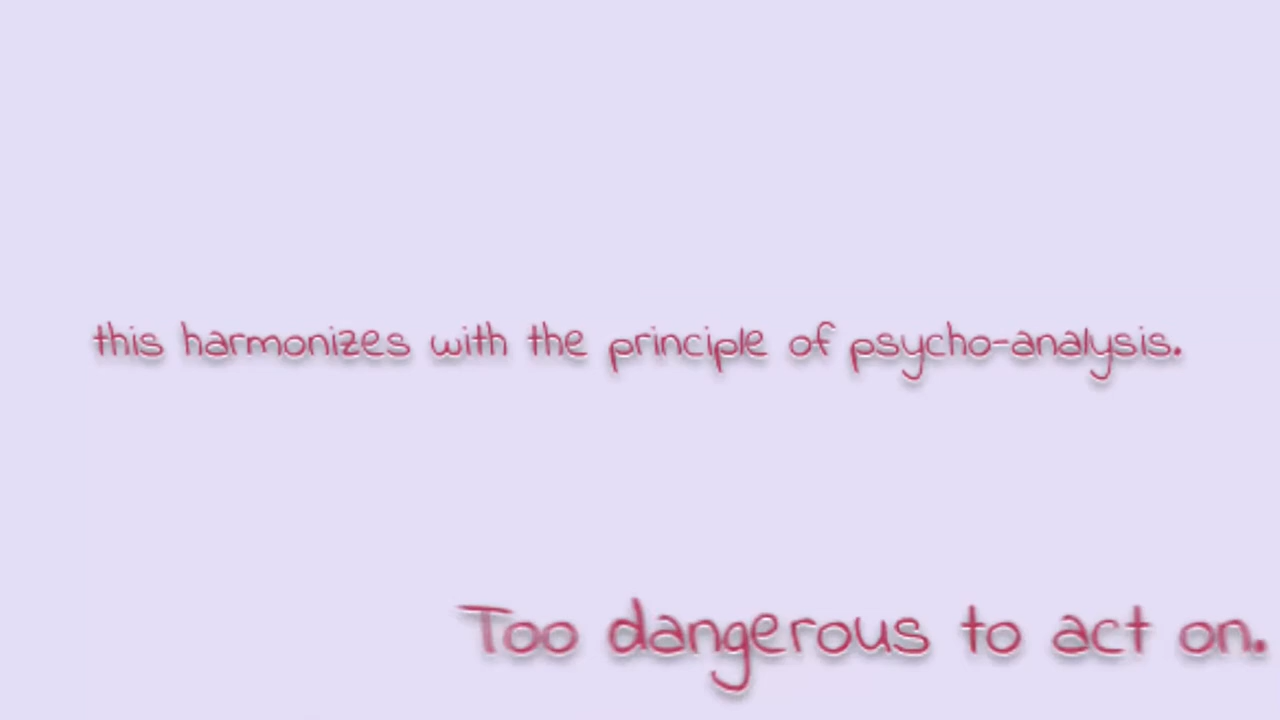 this harmonizes with the principle of psycho-analysis.
Too dangerous to act on.